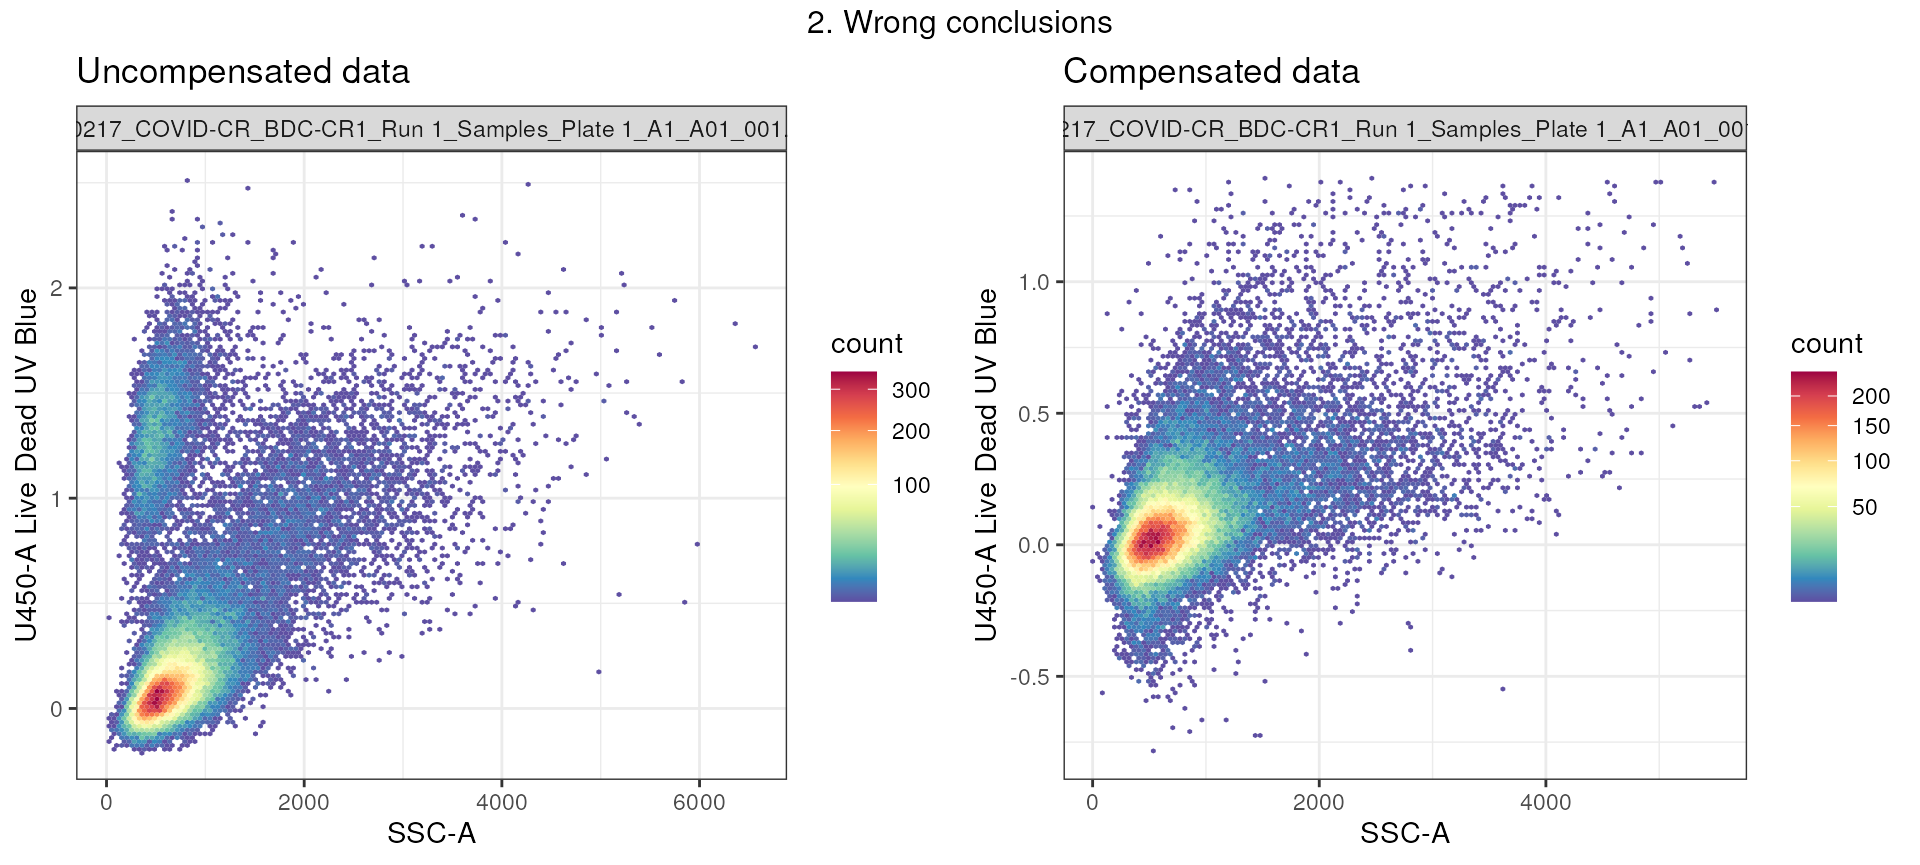 2. Wrong conclusions
Uncompensated data
0217_COVID-CR_BDC-CR1_Run 1_Samples_Plate 1_A1_A01_001.
U450-A Live Dead UV Blue
2
1
0
0
2000
4000
6000
SSC-A
count
300
200
100
Compensated data
217_COVID-CR_BDC-CR1_Run 1_Samples_Plate 1_A1_A01_00
U450-A Live Dead UV Blue
1.0
0.5
0.0
-0.5
0
2000
4000
SSC-A
count
200
150
100
50